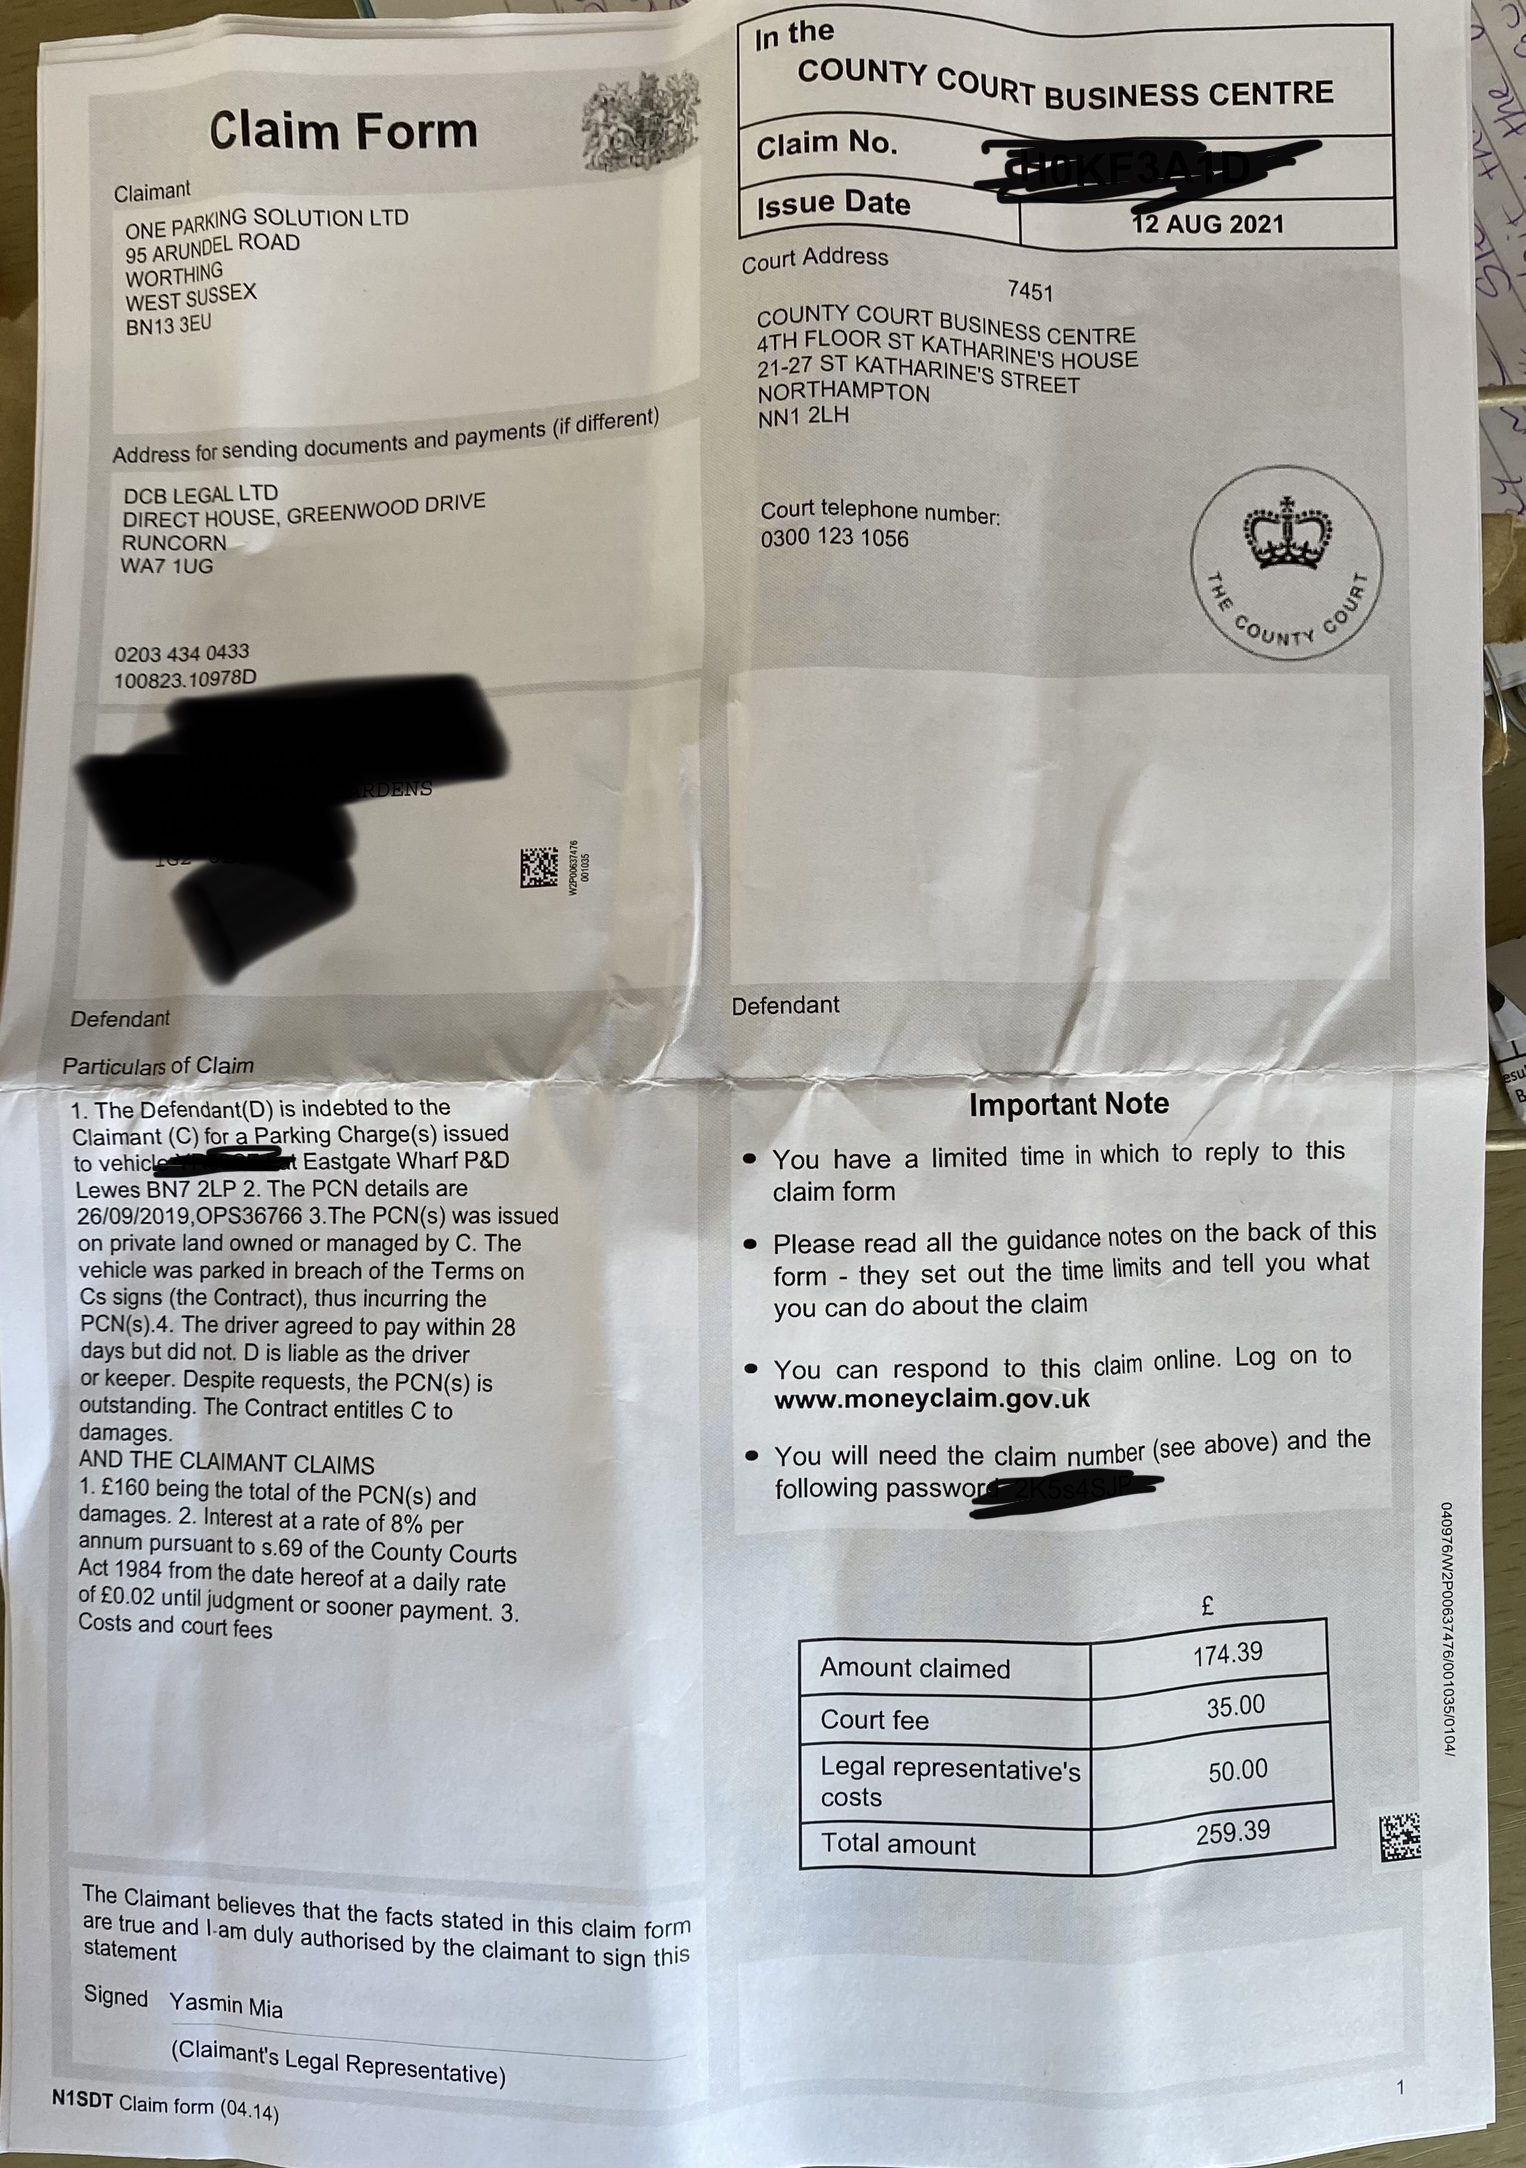 Claim Form
Claimant
ONE PARKING SOLUTION LTD
95 ARUNDEL ROAD
WORTHING
WEST SUSSEX
BN13 3EU
Address for sending documents and payments (if different)
DCB LEGAL LTD
DIRECT HOUSE, GREENWOOD DRIVE
RUNCORN
WA7 1UG
0203 434 0433
100823.10978D
W2P00637476
001035
Defendant
In the
COUNTY COURT BUSINESS CENTRE
Claim No.
Issue Date
12 AUG 2021
Court Address
7451
COUNTY COURT BUSINESS CENTRE
4TH FLOOR ST KATHARINE'S HOUSE
21-27 ST KATHARINE'S STREET
NORTHAMPTON
NN1 2LH
Court telephone number:
0300 123 1056
THE COUNTY COURT
Defendant
Particulars of Claim
1. The Defendant(D) is indebted to the
Claimant (C) for a Parking Charge(s) issued
to vehicle at Eastgate Wharf P&D
Lewes BN7 2LP 2. The PCN details are
26/09/2019,OPS36766 3.The PCN(s) was issued
on private land owned or managed by C. The
vehicle was parked in breach of the Terms on
Cs signs (the Contract), thus incurring the
PCN(s).4. The driver agreed to pay within 28
days but did not. D is liable as the driver
or keeper. Despite requests, the PCN(s) is
outstanding. The Contract entitles C to
damages.
AND THE CLAIMANT CLAIMS
1. £160 being the total of the PCN(s) and
damages. 2. Interest at a rate of 8% per
annum pursuant to s.69 of the County Courts
Act 1984 from the date hereof at a daily rate
of £0.02 until judgment or sooner payment. 3.
Costs and court fees
Important Note
• You have a limited time in which to reply to this
claim form
• Please read all the guidance notes on the back of this
form - they set out the time limits and tell you what
you can do about the claim
• You can respond to this claim online. Log on to
www.moneyclaim.gov.uk
• You will need the claim number (see above) and the
following password
£
Amount claimed 174.39
Court fee 35.00
Legal representative's
costs 50.00
Total amount 259.39
040976/W2P00637476/001035/0104/
The Claimant believes that the facts stated in this claim form
are true and I am duly authorised by the claimant to sign this
statement
Signed Yasmin Mia
(Claimant's Legal Representative)
N1SDT Claim form (04.14)
1